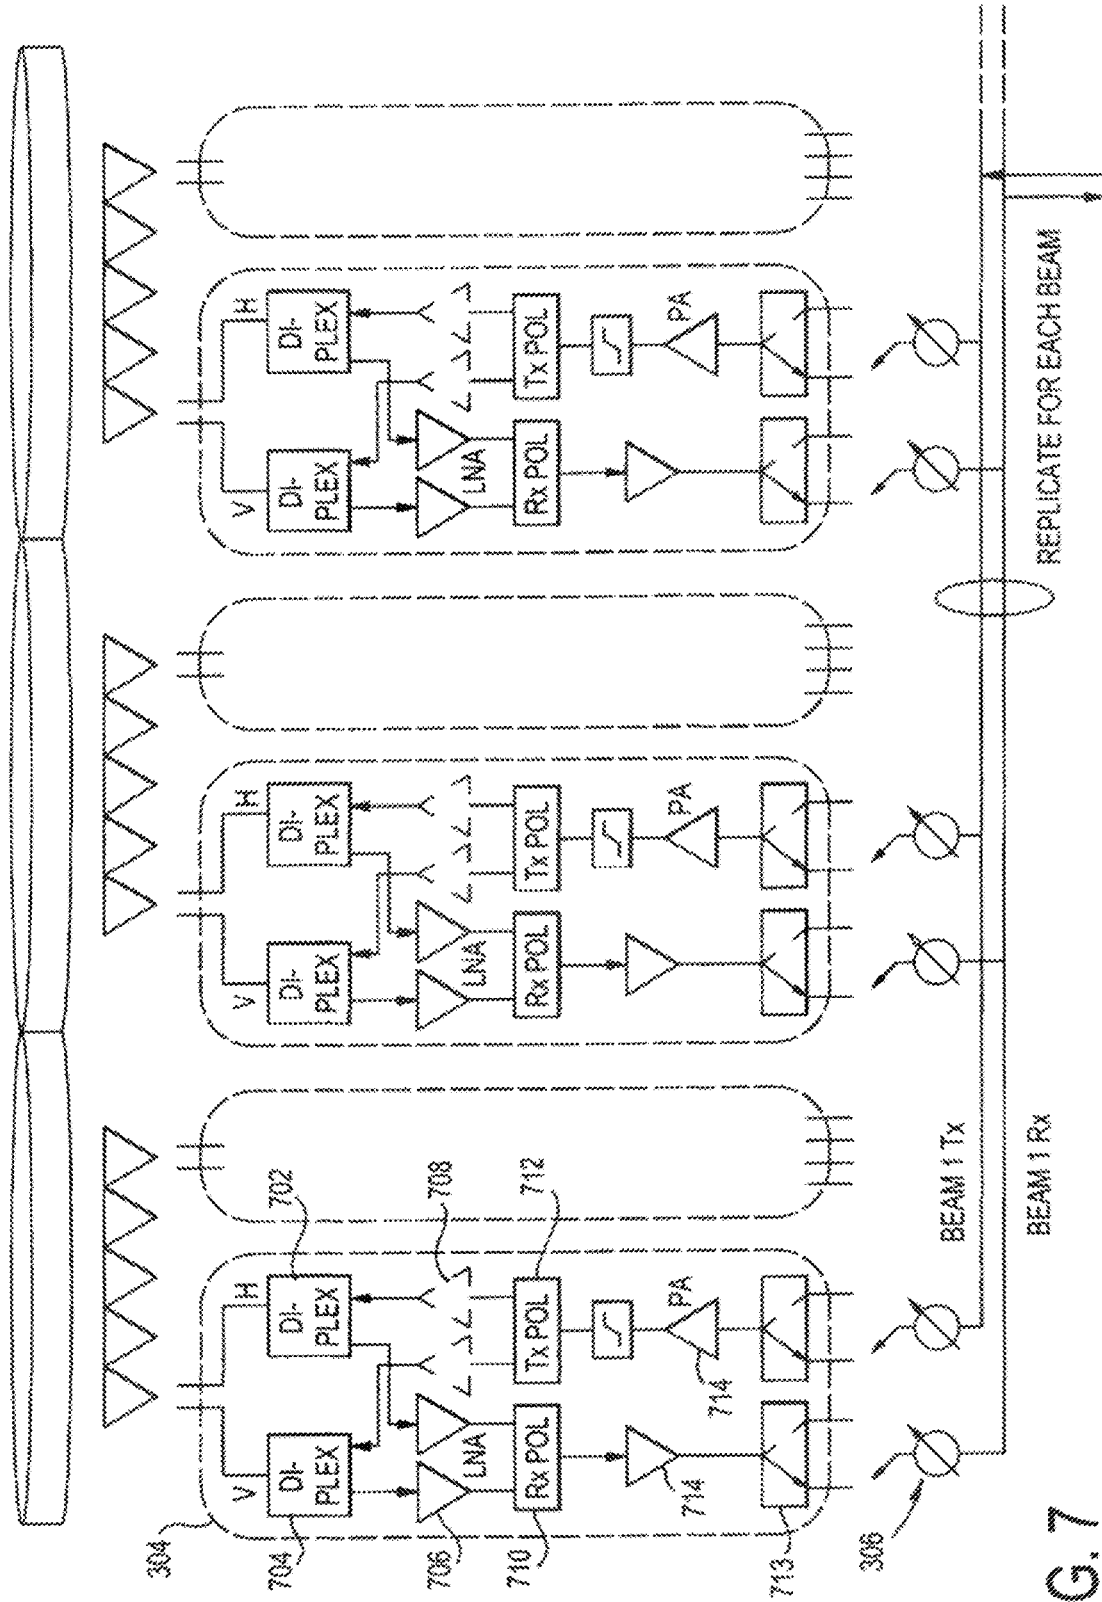 304
704
V
DI-
PLEX
702
H
DI-
PLEX
706
LNA
708
710
Rx POL
Tx POL
712
714
714
PA
713
306
V
DI-
PLEX
H
DI-
PLEX
LNA
Rx POL
Tx POL
PA
V
DI-
PLEX
H
DI-
PLEX
LNA
Rx POL
Tx POL
PA
BEAM 1 Tx
BEAM 1 Rx
REPLICATE FOR EACH BEAM
G. 7